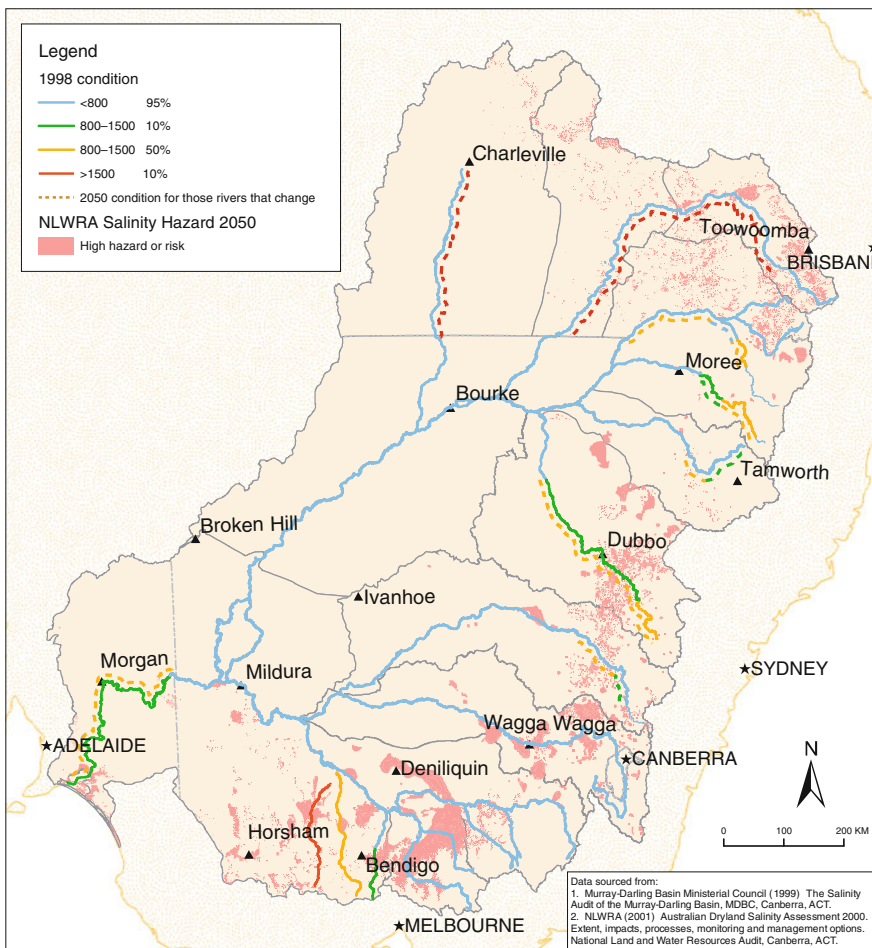 Legend
1998 condition
<800 95%
800–1500 10%
800–1500 50%
>1500 10%
2050 condition for those rivers that change
NLWRA Salinity Hazard 2050
High hazard or risk
Charleville
Toowoomba
BRISBANE
Moree
Bourke
Tamworth
Broken Hill
Dubbo
Ivanhoe
Morgan
Mildura
SYDNEY
Wagga Wagga
ADELAIDE
CANBERRA
Deniliquin
N
Horsham
Bendigo
0 100 200 KM
MELBOURNE
Data sourced from:
1. Murray-Darling Basin Ministerial Council (1999) The Salinity
Audit of the Murray-Darling Basin, MDBC, Canberra, ACT.
2. NLWRA (2001) Australian Dryland Salinity Assessment 2000.
Extent, impacts, processes, monitoring and management options.
National Land and Water Resources Audit, Canberra, ACT.